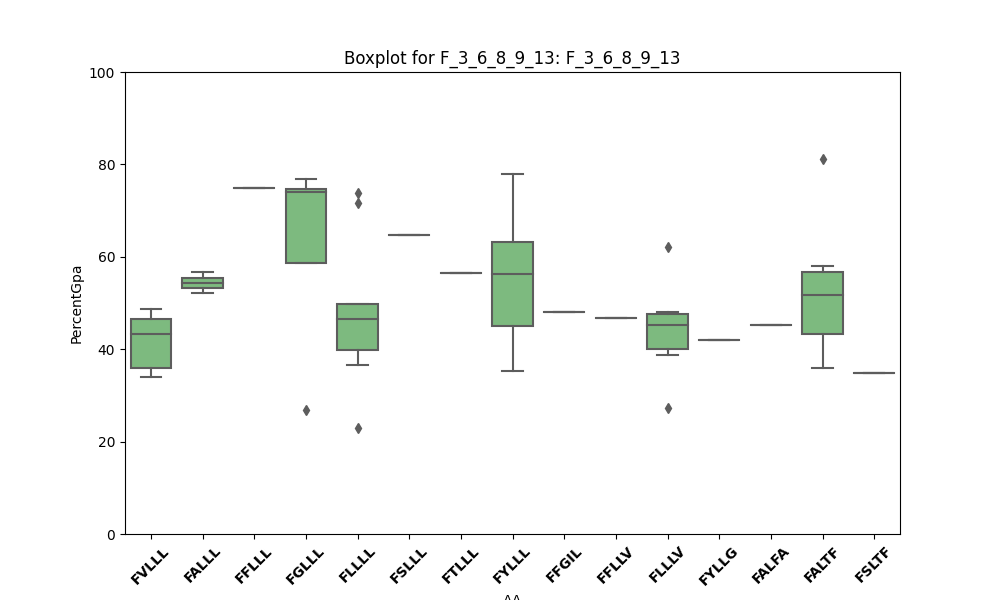 Boxplot for F_3_6_8_9_13: F_3_6_8_9_13
PercentGpa
100
80
60
40
20
0
FVLLL
FALLL
FFLLL
FGLLL
FLLLL
FSLLL
FTLLL
FYLLL
FFGIL
FFLLV
FLLLV
FYLLG
FALFA
FALTF
FSLTF
AA